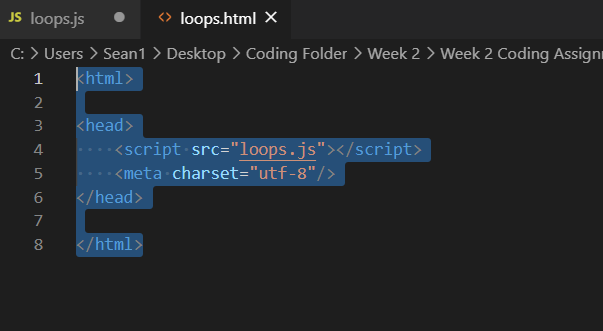 JS loops.js
<> loops.html
C: > Users > Sean1 > Desktop > Coding Folder > Week 2 > Week 2 Coding
1 <html>
2
3 <head>
4     <script src="loops.js"></script>
5     <meta charset="utf-8"/>
6 </head>
7
8 </html>